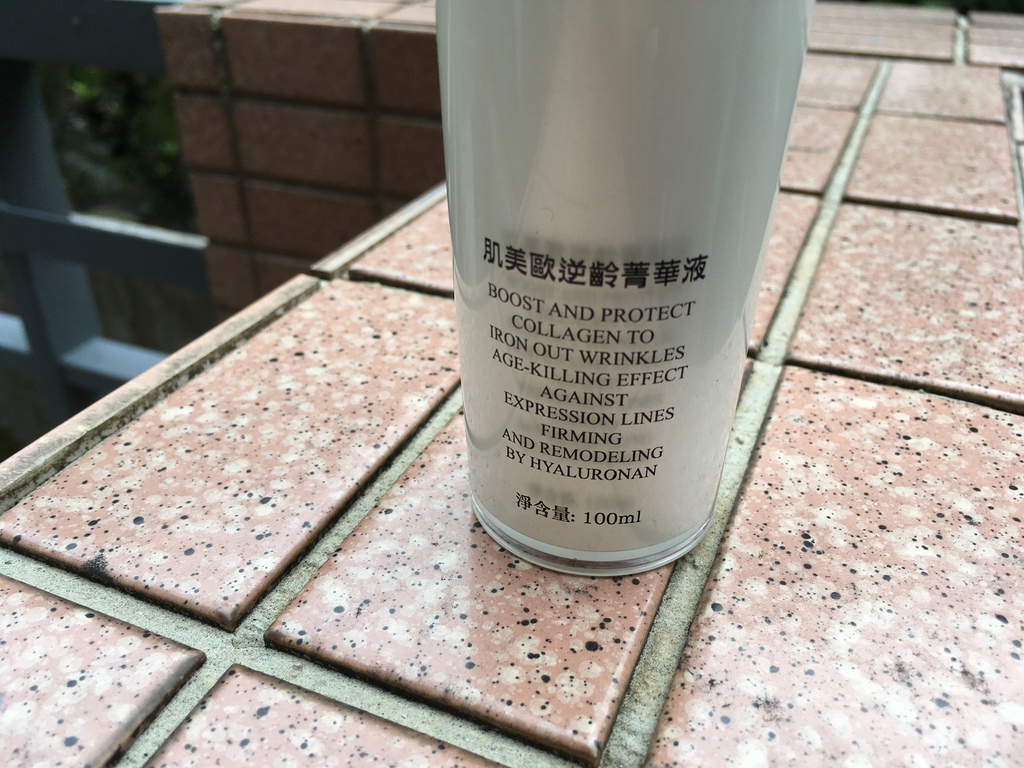 肌美歐逆齡菁華液
BOOST AND PROTECT
COLLAGEN TO
IRON OUT WRINKLES
AGE-KILLING EFFECT
AGAINST
EXPRESSION LINES
FIRMING
AND REMODELING
BY HYALURONAN
淨含量: 100ml